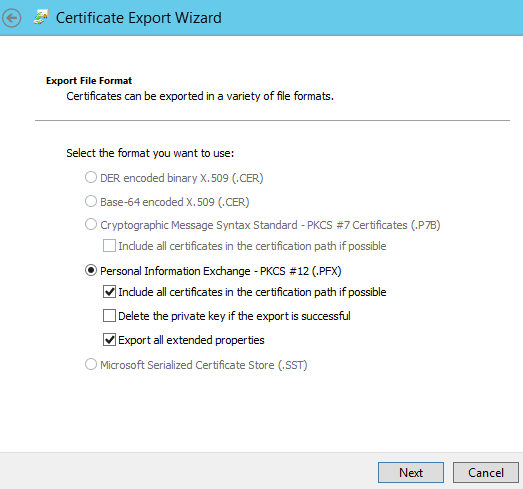 Certificate Export Wizard
Export File Format
Certificates can be exported in a variety of file formats.
Select the format you want to use:
DER encoded binary X.509 (.CER)
Base-64 encoded X.509 (.CER)
Cryptographic Message Syntax Standard - PKCS #7 Certificates (.P7B)
Include all certificates in the certification path if possible
Personal Information Exchange - PKCS #12 (.PFX)
Include all certificates in the certification path if possible
Delete the private key if the export is successful
Export all extended properties
Microsoft Serialized Certificate Store (.SST)
Next Cancel